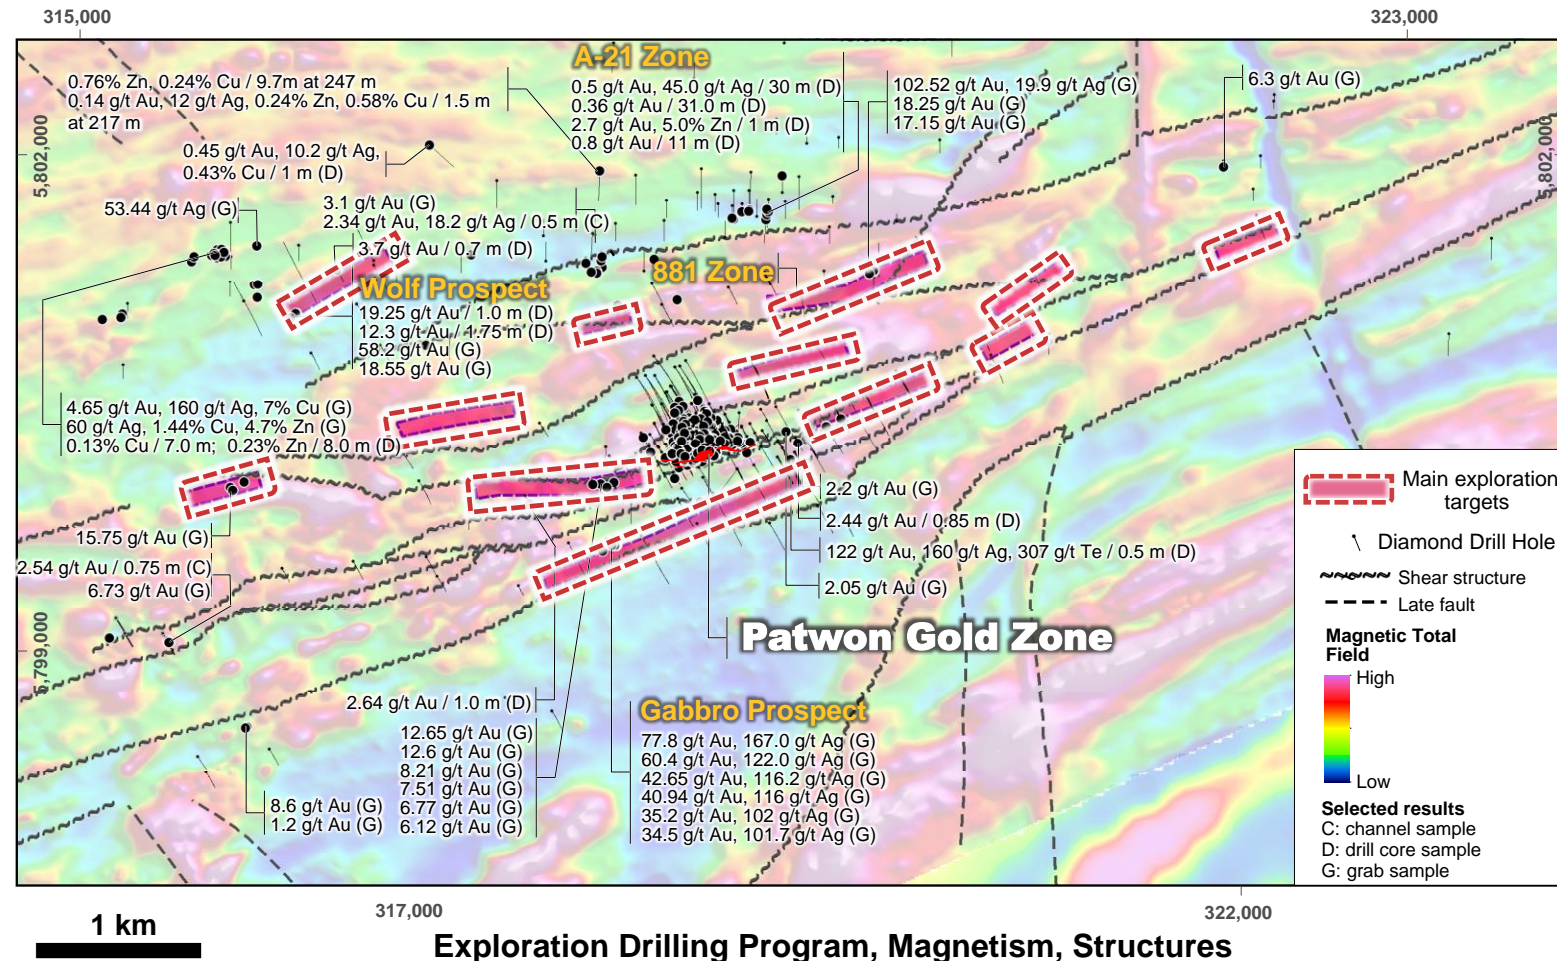 315,000
323,000
A-21 Zone
0.76% Zn, 0.24% Cu / 9.7m at 247 m
0.14 g/t Au, 12 g/t Ag, 0.24% Zn, 0.58% Cu / 1.5 m
at 217 m
0.5 g/t Au, 45.0 g/t Ag / 30 m (D)
0.36 g/t Au / 31.0 m (D)
2.7 g/t Au, 5.0% Zn / 1 m (D)
0.8 g/t Au / 11 m (D)
102.52 g/t Au, 19.9 g/t Ag (G)
18.25 g/t Au (G)
17.15 g/t Au (G)
6.3 g/t Au (G)
5,802,000
5,802,000
0.45 g/t Au, 10.2 g/t Ag,
0.43% Cu / 1 m (D)
53.44 g/t Ag (G)
3.1 g/t Au (G)
2.34 g/t Au, 18.2 g/t Ag / 0.5 m (C)
3.7 g/t Au / 0.7 m (D)
881 Zone
Wolf Prospect
19.25 g/t Au / 1.0 m (D)
12.3 g/t Au / 1.75 m (D)
58.2 g/t Au (G)
18.55 g/t Au (G)
4.65 g/t Au, 160 g/t Ag, 7% Cu (G)
60 g/t Ag, 1.44% Cu, 4.7% Zn (G)
0.13% Cu / 7.0 m;  0.23% Zn / 8.0 m (D)
15.75 g/t Au (G)
2.54 g/t Au / 0.75 m (C)
6.73 g/t Au (G)
2.2 g/t Au (G)
2.44 g/t Au / 0.85 m (D)
122 g/t Au, 160 g/t Ag, 307 g/t Te / 0.5 m (D)
2.05 g/t Au (G)
Patwon Gold Zone
5,799,000
2.64 g/t Au / 1.0 m (D)
12.65 g/t Au (G)
12.6 g/t Au (G)
8.21 g/t Au (G)
7.51 g/t Au (G)
6.77 g/t Au (G)
6.12 g/t Au (G)
8.6 g/t Au (G)
1.2 g/t Au (G)
Gabbro Prospect
77.8 g/t Au, 167.0 g/t Ag (G)
60.4 g/t Au, 122.0 g/t Ag (G)
42.65 g/t Au, 116.2 g/t Ag (G)
40.94 g/t Au, 116 g/t Ag (G)
35.2 g/t Au, 102 g/t Ag (G)
34.5 g/t Au, 101.7 g/t Ag (G)
Main exploration
targets
Diamond Drill Hole
Shear structure
Late fault
Magnetic Total
Field
High
Low
Selected results
C: channel sample
D: drill core sample
G: grab sample
1 km
317,000
322,000
Exploration Drilling Program, Magnetism, Structures